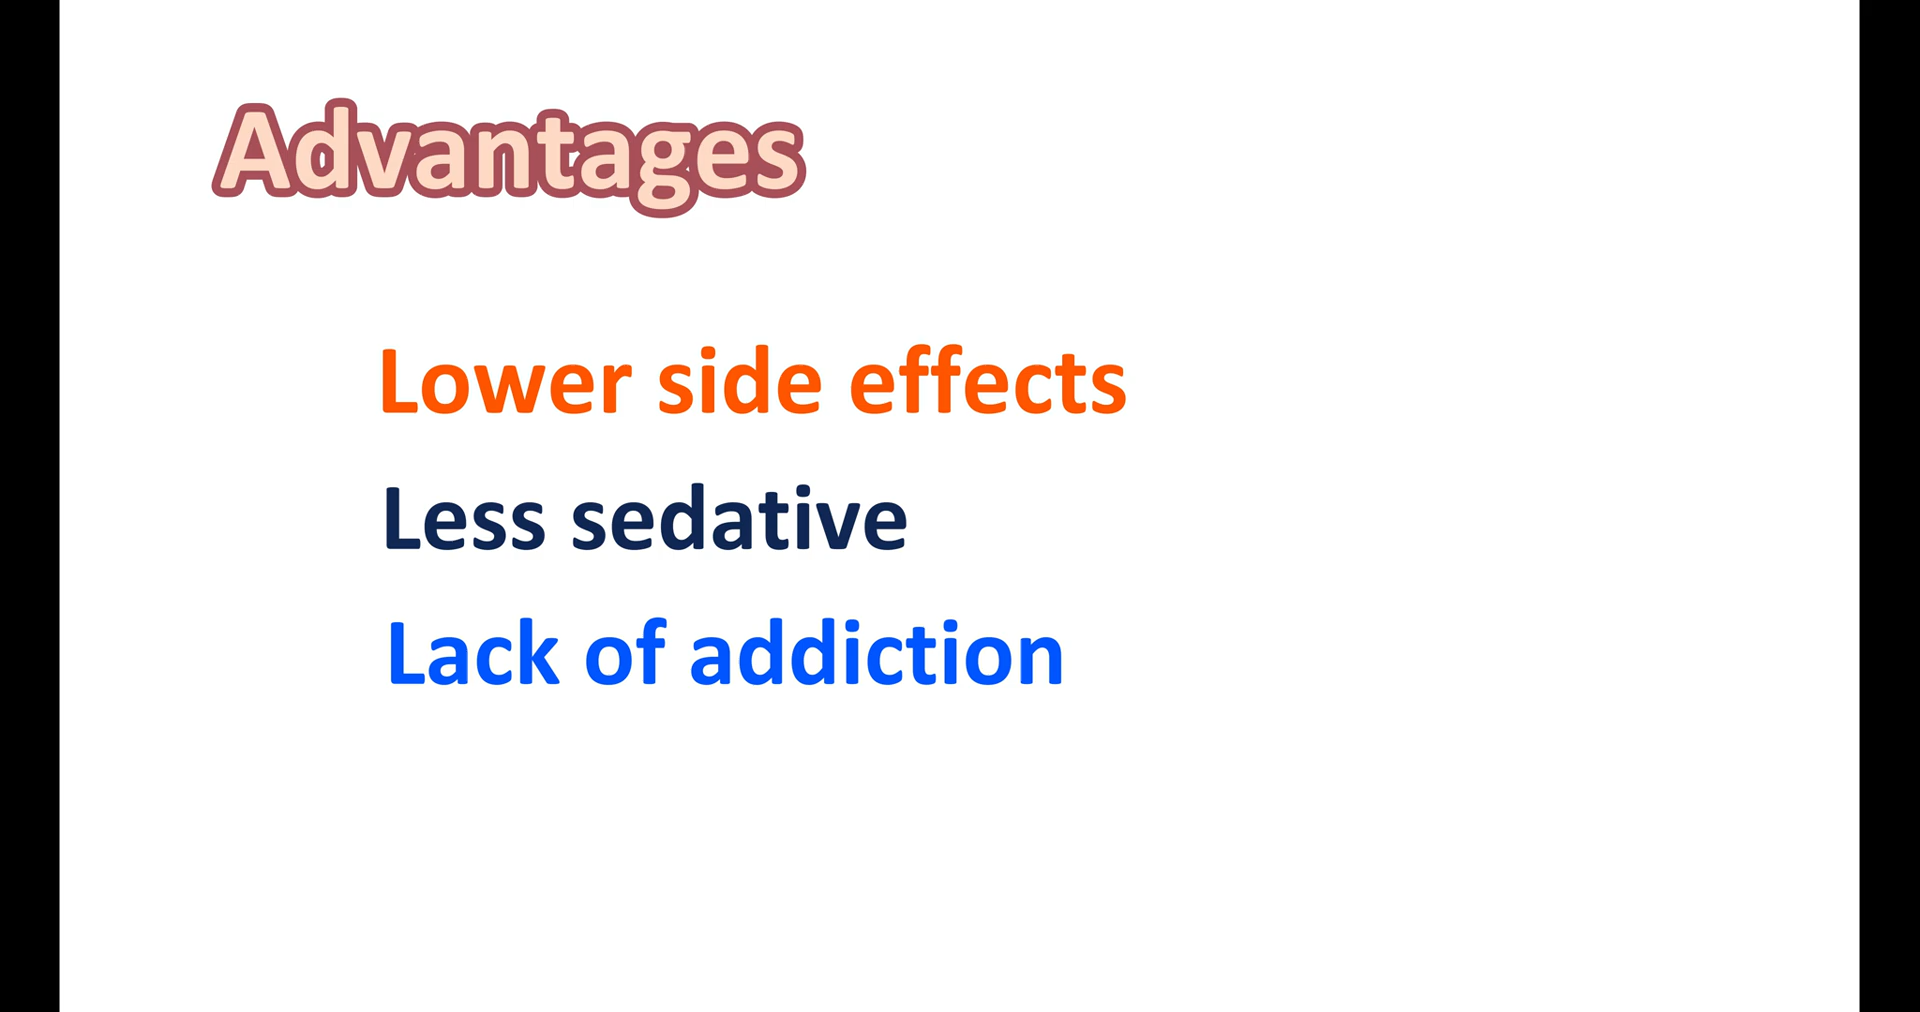 Advantages
Lower side effects
Less sedative
Lack of addiction